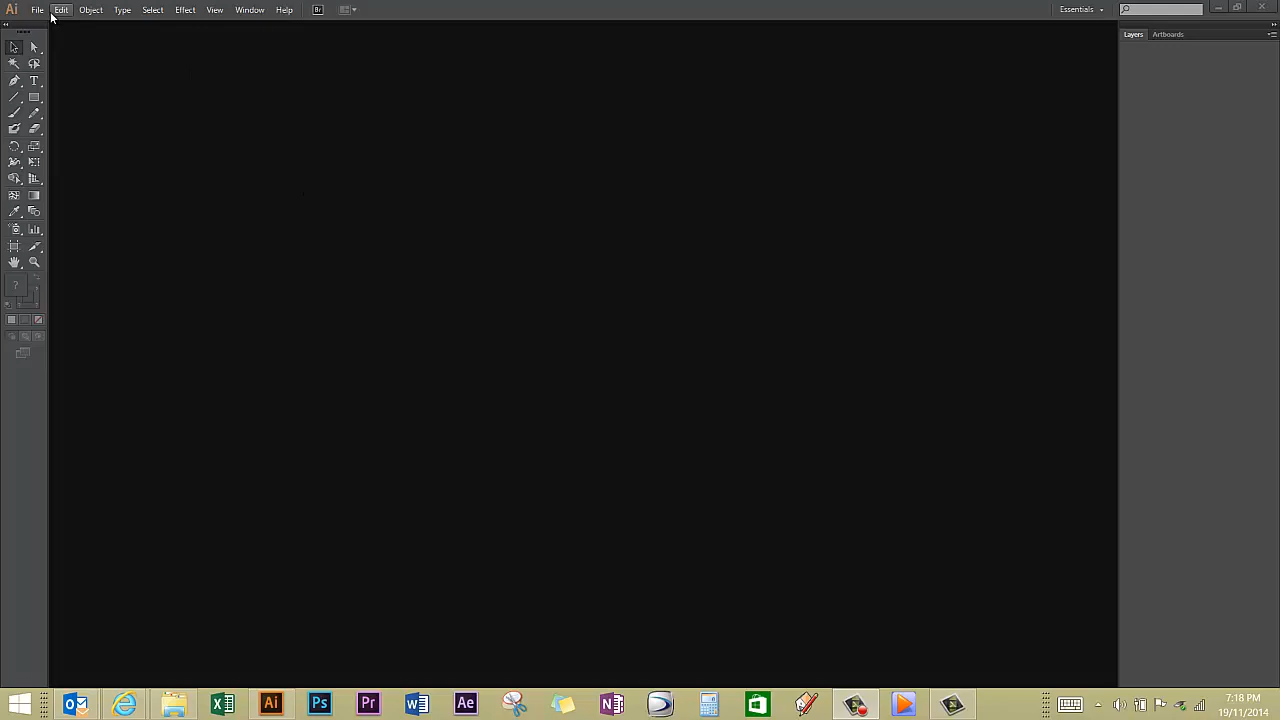 Ai File Edit Object Type Select Effect View Window Help Br Essentials
Layers Artboards
T
?
X Ai Ps Pr W Ae N
7:18 PM
19/11/2014